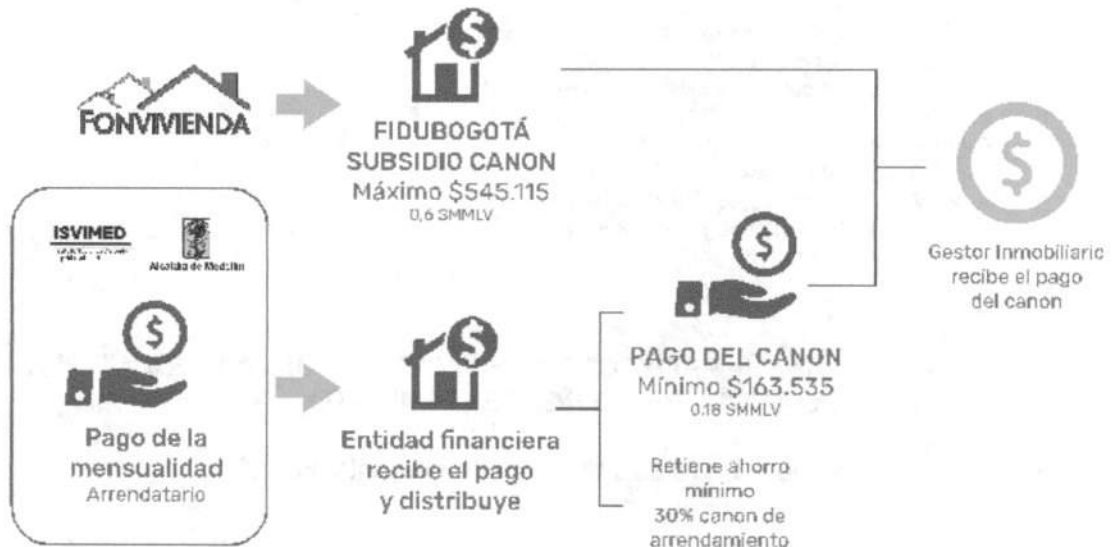 FONVIVIENDA
FIDUBOGOTÁ
SUBSIDIO CANON
Máximo $545.115
0,6 SMMLV
ISVIMED
Alcaldía de Medellín
Pago de la
mensualidad
Arrendatario
Entidad financiera
recibe el pago
y distribuye
PAGO DEL CANON
Mínimo $163.535
0.18 SMMLV
Retiene ahorro
mínimo
30% canon de
arrendamiento
Gestor Inmobiliaric
recibe el pago
del canon